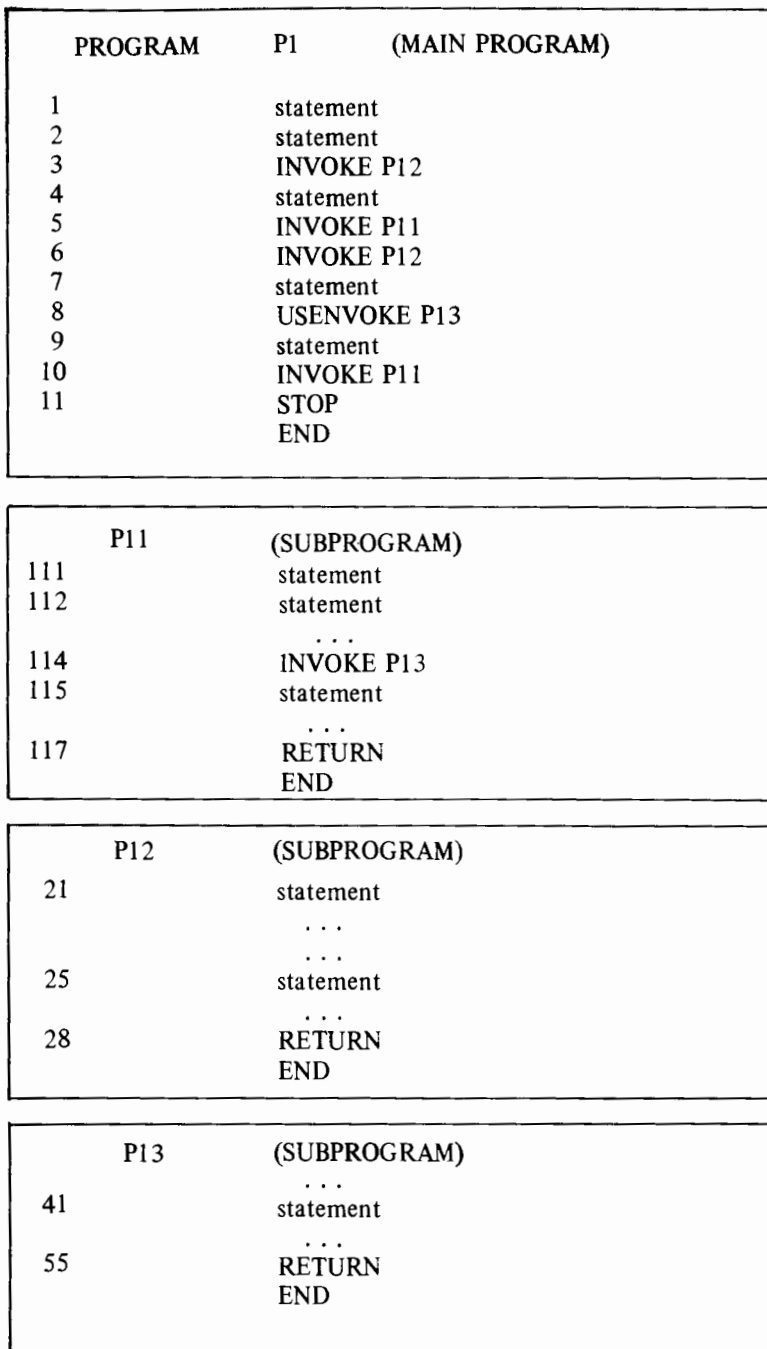 PROGRAM P1 (MAIN PROGRAM)
1 statement
2 statement
3 INVOKE P12
4 statement
5 INVOKE P11
6 INVOKE P12
7 statement
8 USENVOKE P13
9 statement
10 INVOKE P11
11 STOP
END
P11 (SUBPROGRAM)
111 statement
112 statement
. . .
114 INVOKE P13
115 statement
. . .
117 RETURN
END
P12 (SUBPROGRAM)
21 statement
. . .
. . .
25 statement
. . .
28 RETURN
END
P13 (SUBPROGRAM)
. . .
41 statement
. . .
55 RETURN
END